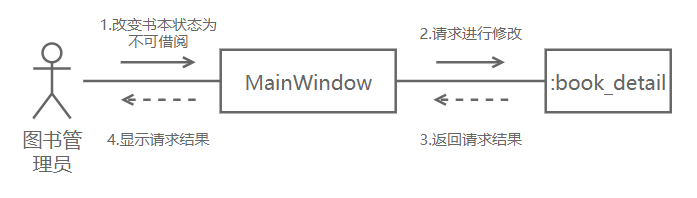 1.改变书本状态为
不可借阅
2.请求进行修改
MainWindow
:book_detail
图书管
理员
4.显示请求结果
3.返回请求结果